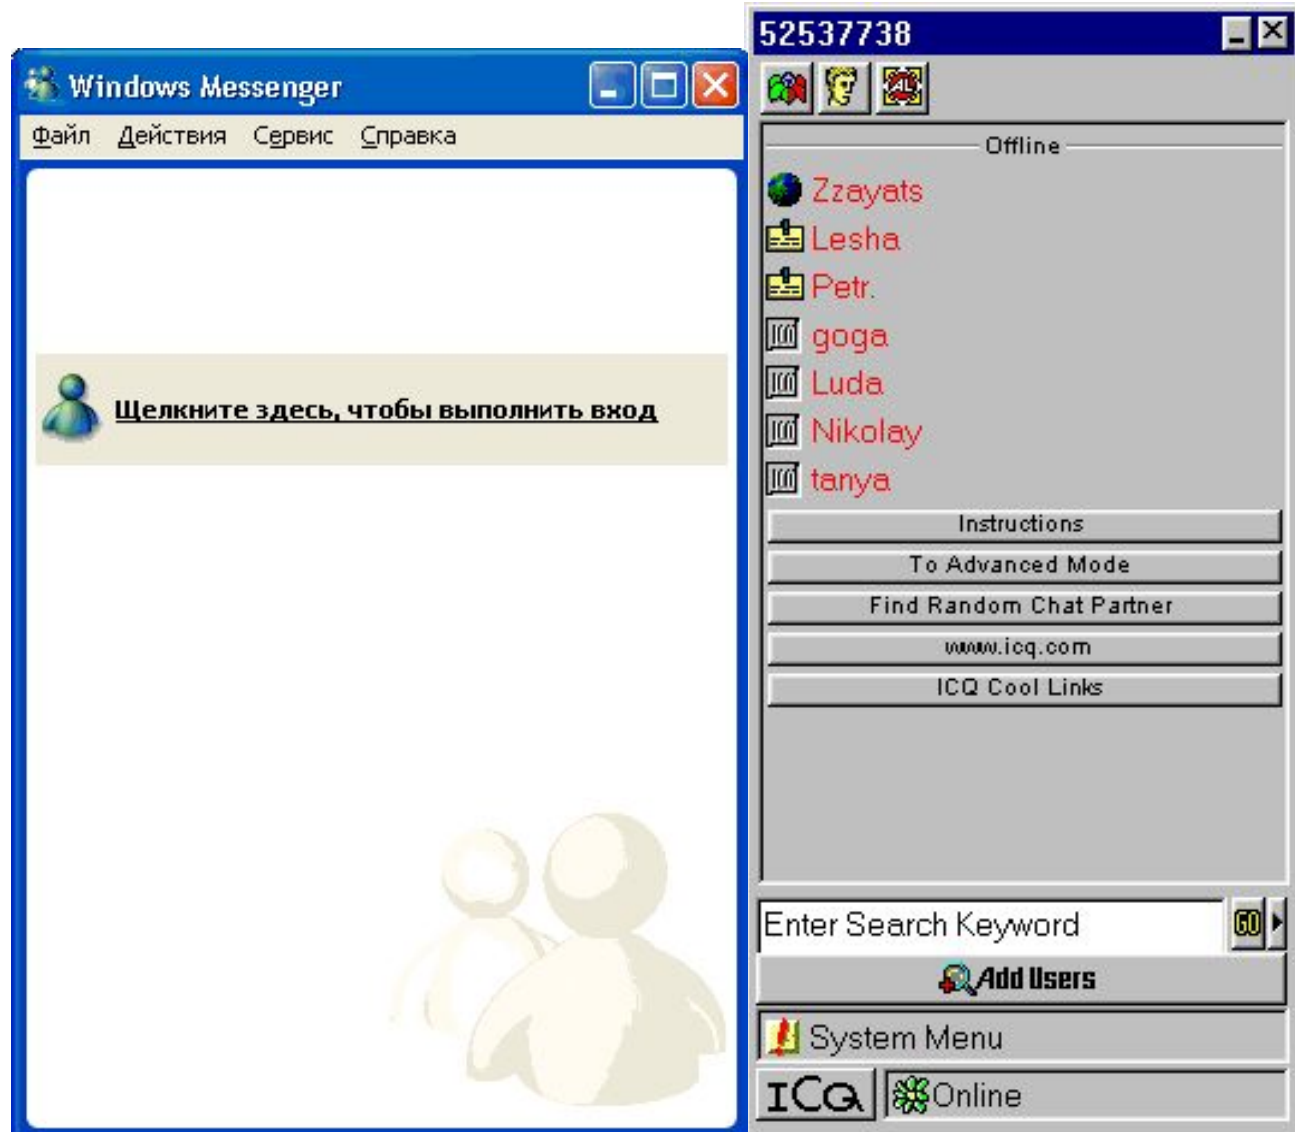 Windows Messenger
Файл Действия Сервис Справка
Щелкните здесь, чтобы выполнить вход
52537738
Offline
Zzayats
Lesha
Petr.
goga
Luda
Nikolay
tanya
Instructions
To Advanced Mode
Find Random Chat Partner
www.icq.com
ICQ Cool Links
Enter Search Keyword
GO
Add Users
System Menu
ICQ Online